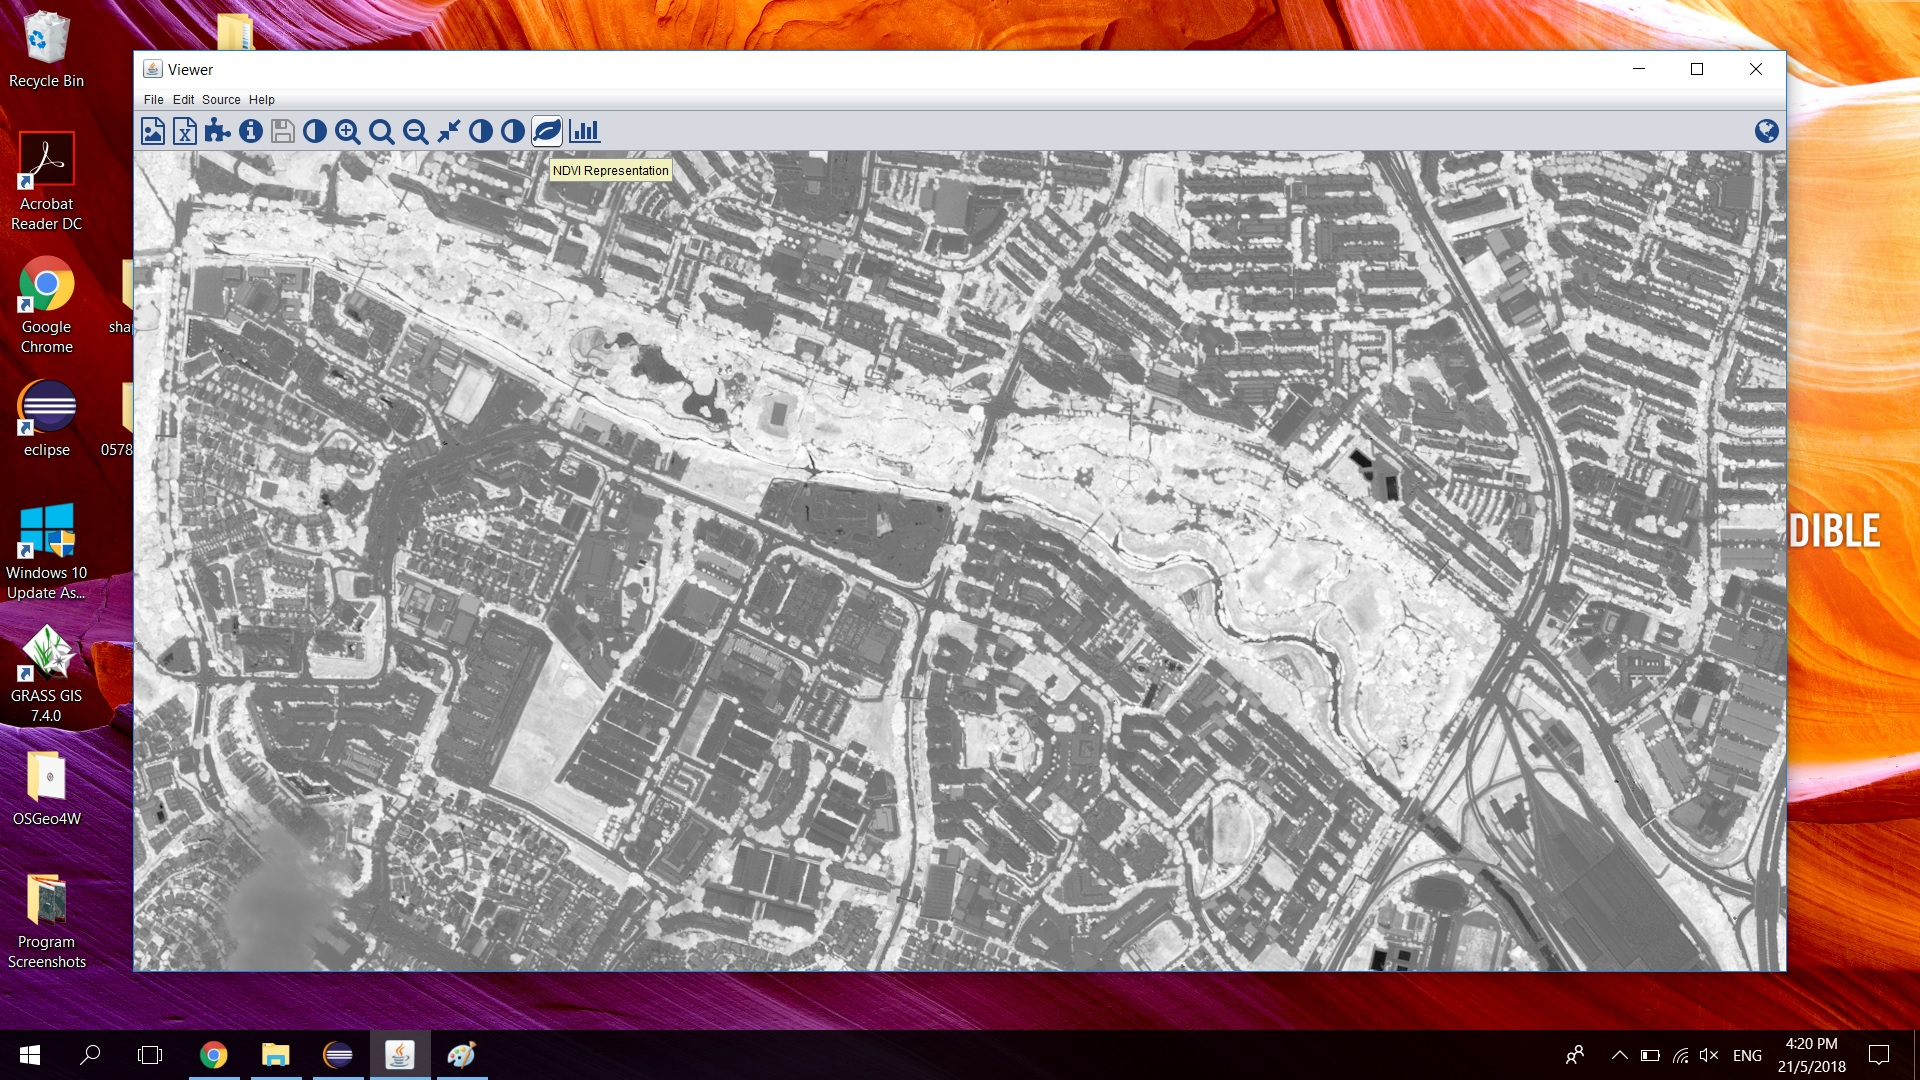 Recycle Bin
Acrobat
Reader DC
Google
Chrome
sha
eclipse
0578
Windows 10
Update As...
GRASS GIS
7.4.0
OSGeo4W
Program
Screenshots
Viewer
File Edit Source Help
NDVI Representation
DIBLE
ENG
4:20 PM
21/5/2018